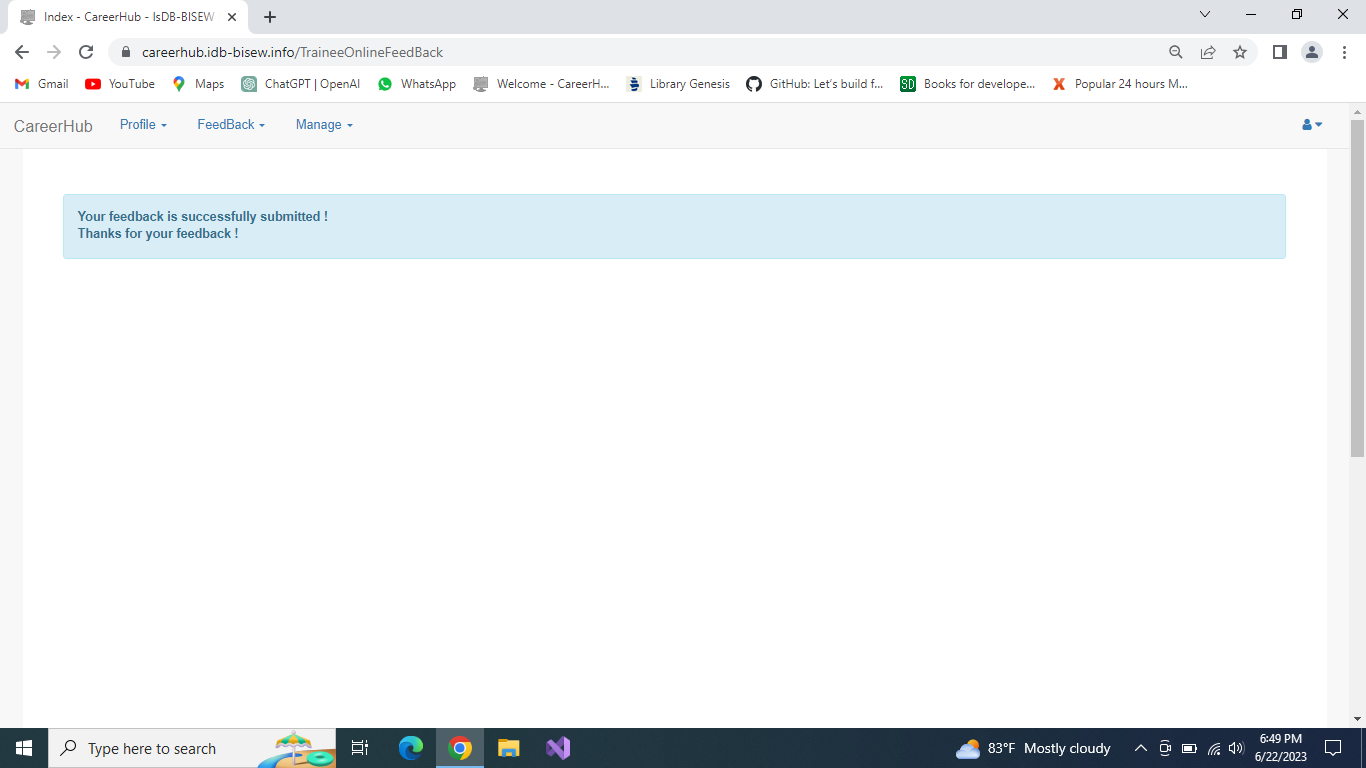 Index - CareerHub - IsDB-BISEW
careerhub.idb-bisew.info/TraineeOnlineFeedBack
Gmail YouTube Maps ChatGPT | OpenAI WhatsApp Welcome - CareerH... Library Genesis GitHub: Let's build f... SD Books for develope... Popular 24 hours M...
CareerHub Profile FeedBack Manage
Your feedback is successfully submitted !
Thanks for your feedback !
Type here to search
83°F Mostly cloudy
6:49 PM
6/22/2023